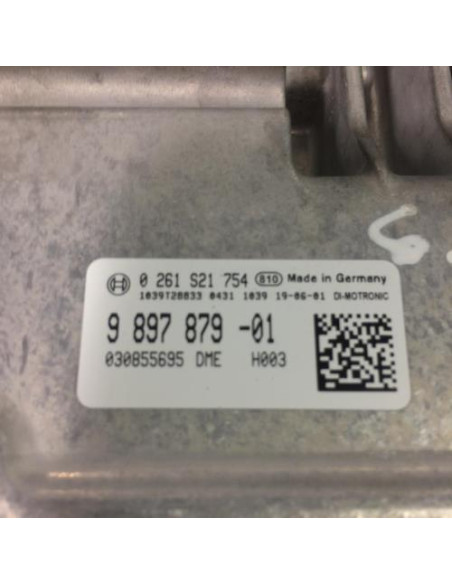 0 261 S21 754 810 Made in Germany
1039T28833 0431 1039 19-06-01 DI-MOTRONIC
9 897 879 -01
030855695 DME H003